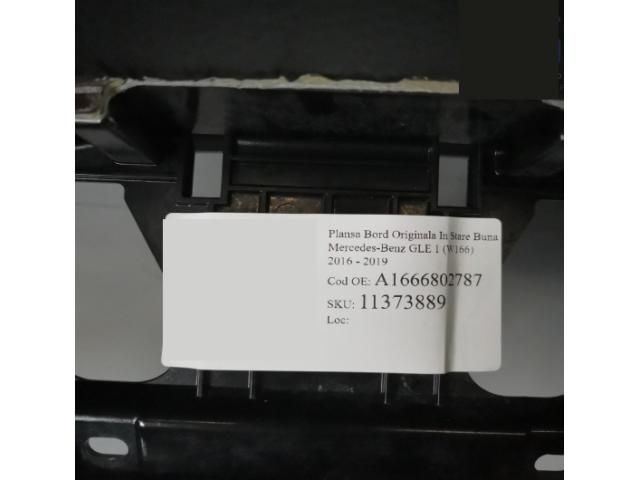 Plansa Bord Originala In Stare Buna
Mercedes-Benz GLE 1 (W166)
2016 - 2019
Cod OE: A1666802787
SKU: 11373889
Loc: